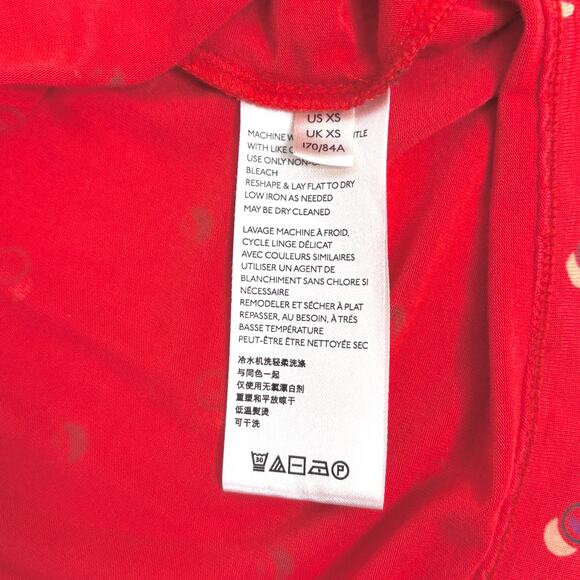 US XS
UK XS
170/84A
MACHINE
WITH LIKE
USE ONLY NON-
BLEACH
RESHAPE & LAY FLAT TO DRY
LOW IRON AS NEEDED
MAY BE DRY CLEANED
LAVAGE MACHINE À FROID,
CYCLE LINGE DÉLICAT
AVEC COULEURS SIMILAIRES
UTILISER UN AGENT DE
BLANCHIMENT SANS CHLORE SI
NÉCESSAIRE
REMODELER ET SÉCHER À PLAT
REPASSER, AU BESOIN, À TRÉS
BASSE TEMPÉRATURE
PEUT-ÊTRE ÊTRE NETTOYÉE SEC
冷水机洗轻柔洗涤
与同色一起
仅使用无氯漂白剂
重塑和平放晾干
低温熨烫
可干洗
30 P